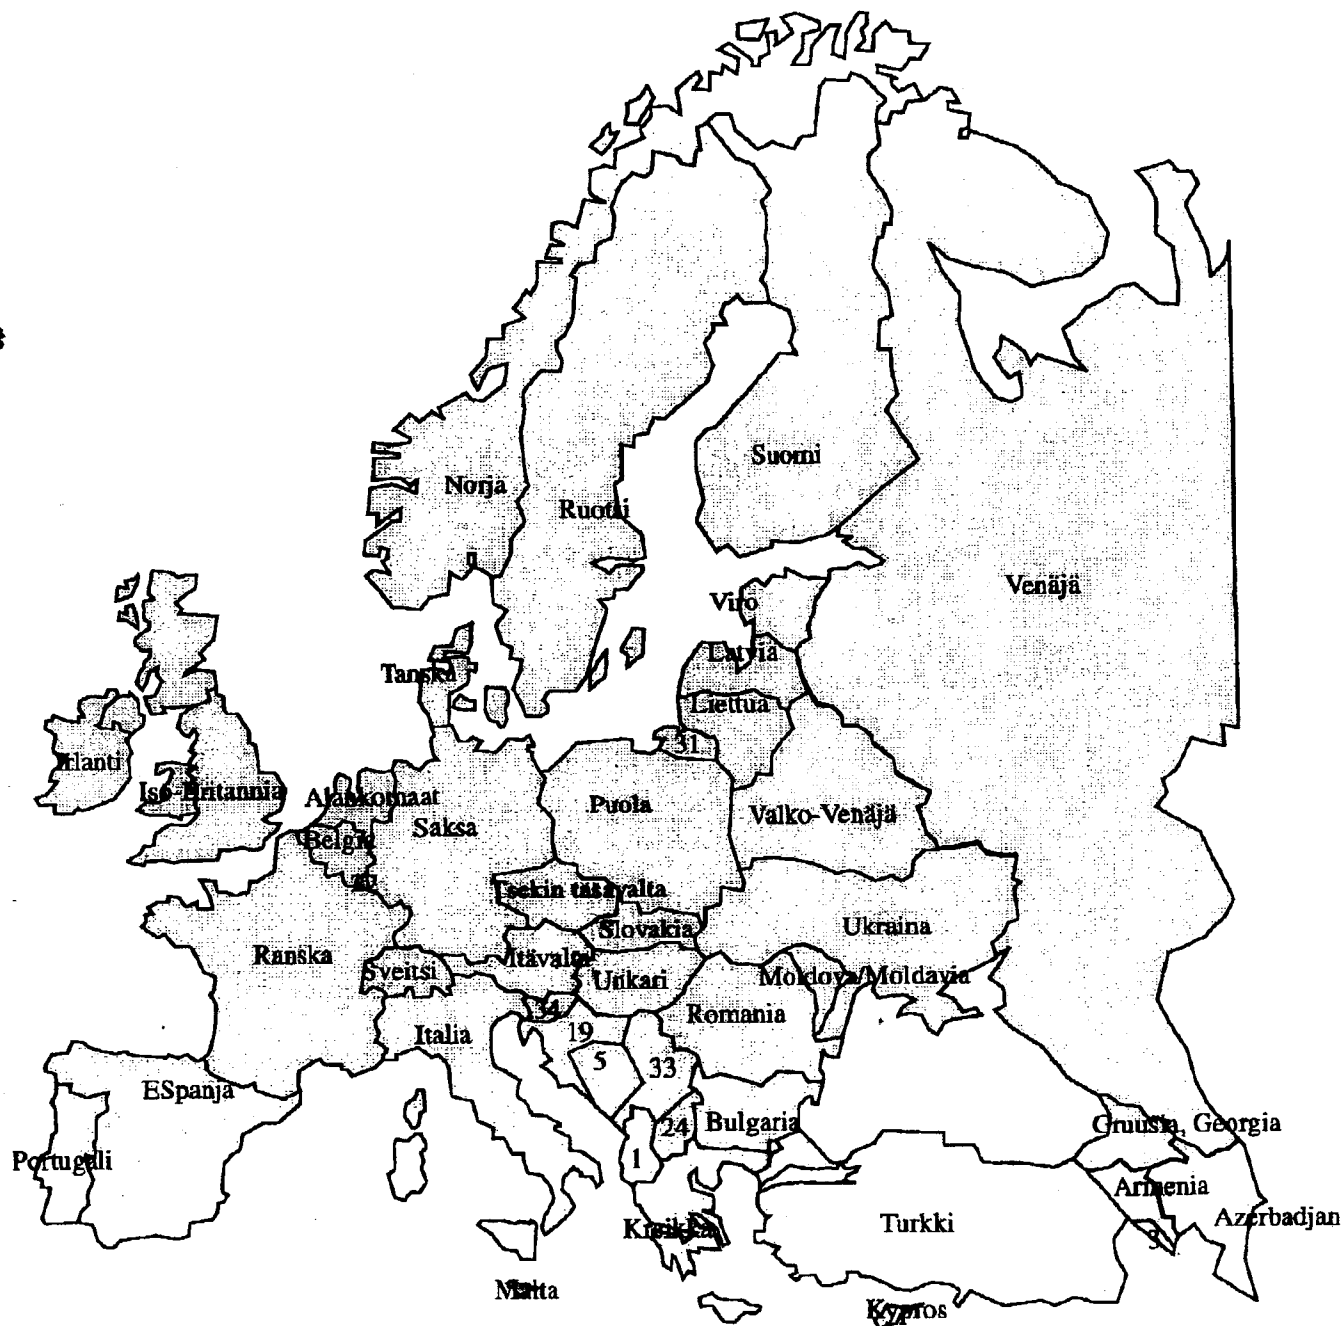 Suomi
Norja
Ruotsi
Venäjä
Viro
Latvia
Tanska
Liettua
31
Irlanti
Iso-Britannia
Alankomaat
Puola
Valko-Venäjä
Saksa
Belgia
Tsekin tasavalta
Slovakia
Ukraina
Ranska
Itävalta
Sveitsi
Unkari
Moldova/Moldavia
34
Romania
19
Italia
5
33
ESpanja
24
Bulgaria
Gruusia, Georgia
Portugali
1
Armenia
Kreikka
Turkki
Azerbadjan
3
Malta
Kypros